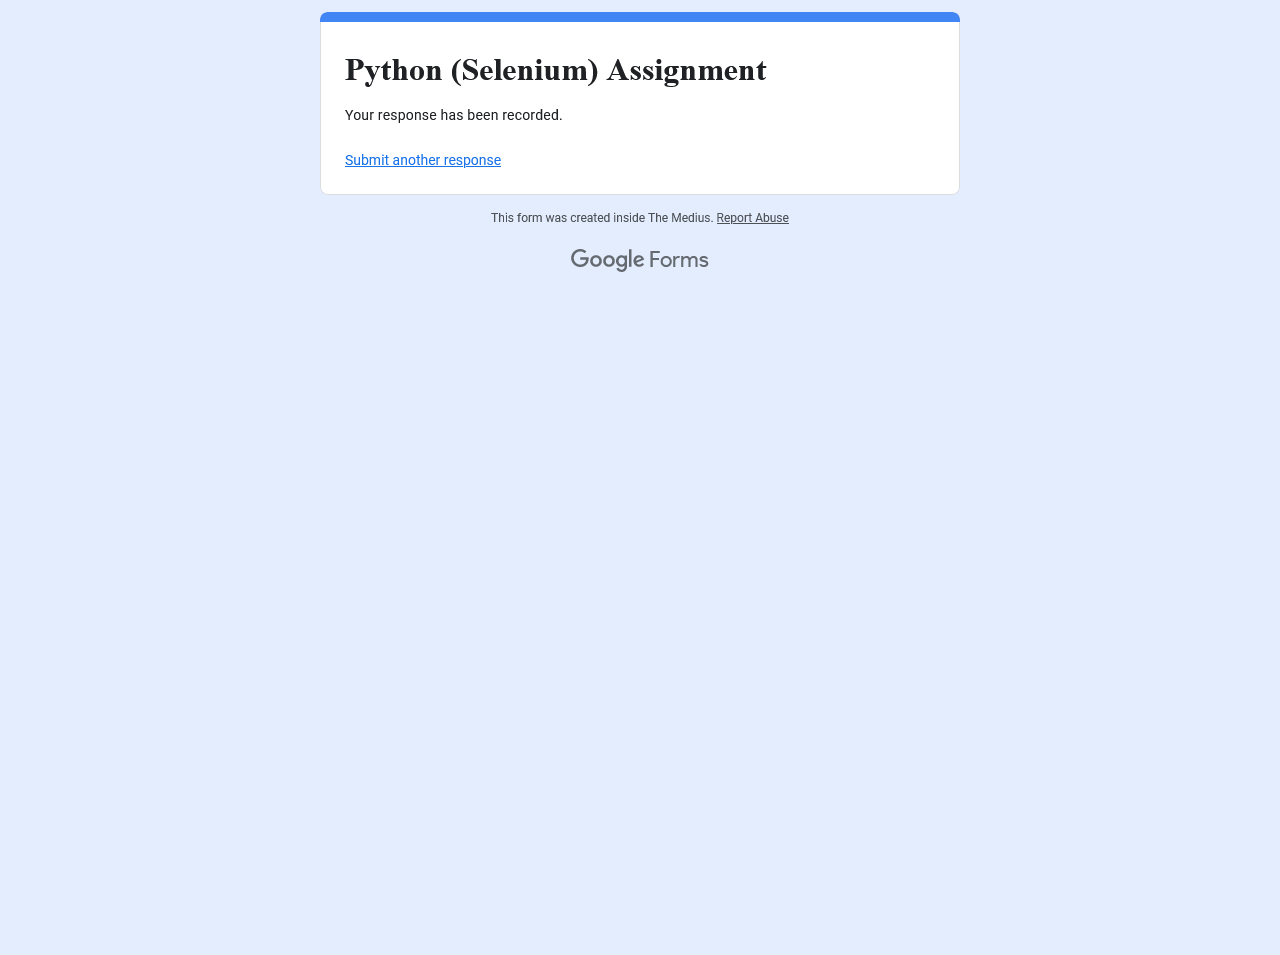 Python (Selenium) Assignment
Your response has been recorded.
Submit another response
This form was created inside The Medius. Report Abuse
Google Forms